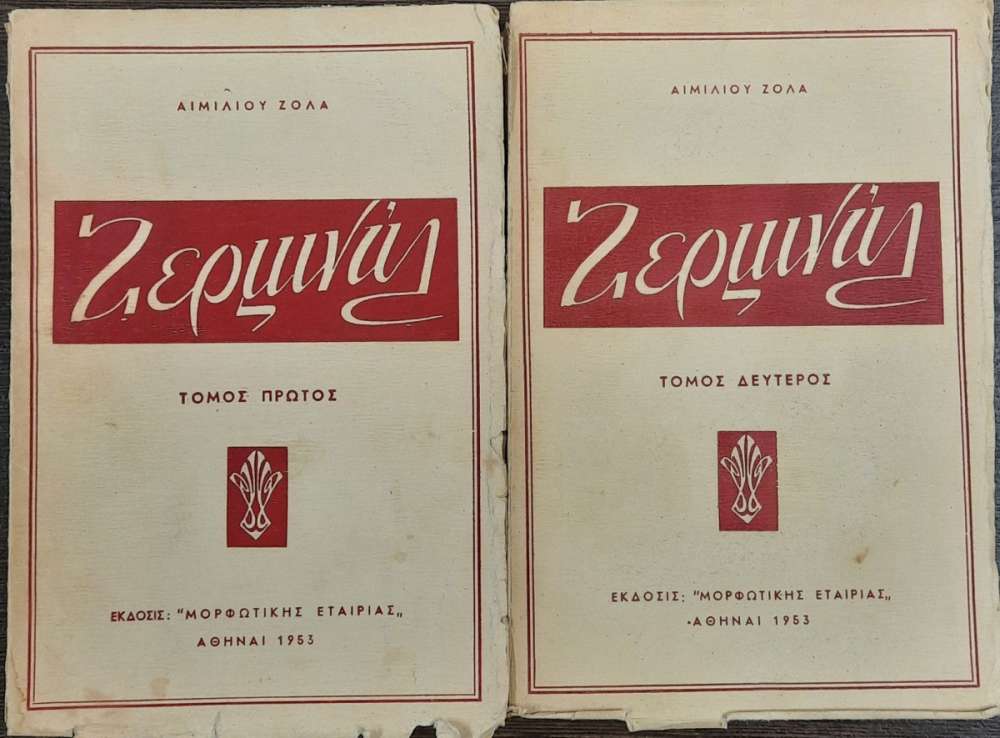 ΑΙΜΙΛΙΟΥ ΖΟΛΑ
Ζερμινάλ
ΤΟΜΟΣ ΠΡΩΤΟΣ
ΕΚΔΟΣΙΣ: "ΜΟΡΦΩΤΙΚΗΣ ΕΤΑΙΡΙΑΣ„
ΑΘΗΝΑΙ 1953
ΑΙΜΙΛΙΟΥ ΖΟΛΑ
Ζερμινάλ
ΤΟΜΟΣ ΔΕΥΤΕΡΟΣ
ΕΚΔΟΣΙΣ: "ΜΟΡΦΩΤΙΚΗΣ ΕΤΑΙΡΙΑΣ„
ΑΘΗΝΑΙ 1953